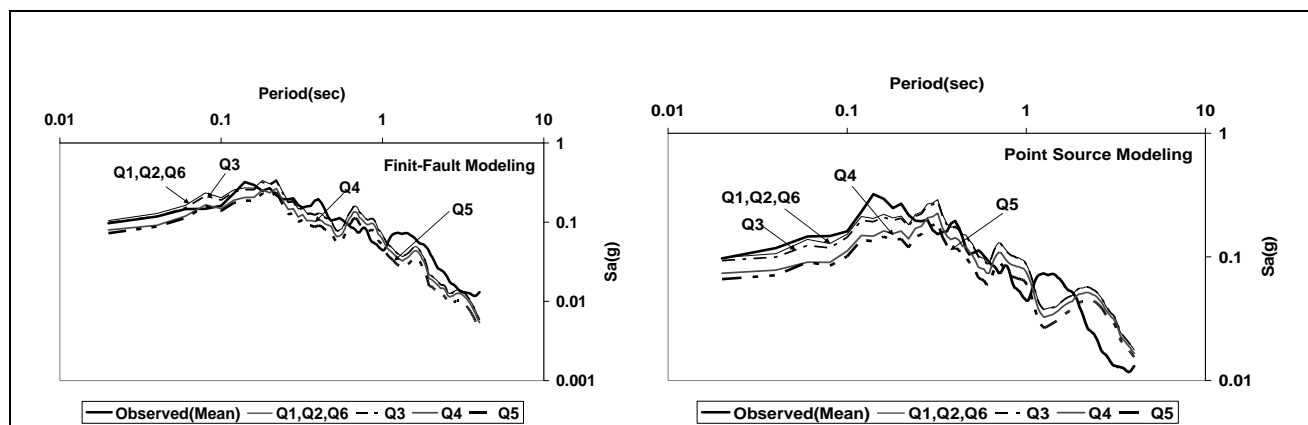 Period(sec)
0.01 0.1 1 10
1
0.1
0.01
0.001
Sa(g)
Finit-Fault Modeling
Q1,Q2,Q6
Q3
Q4
Q5
Observed(Mean) Q1,Q2,Q6 Q3 Q4 Q5
Period(sec)
0.01 0.1 1 10
1
0.1
0.01
Sa(g)
Point Source Modeling
Q4
Q1,Q2,Q6
Q3
Q5
Observed(Mean) Q1,Q2,Q6 Q3 Q4 Q5